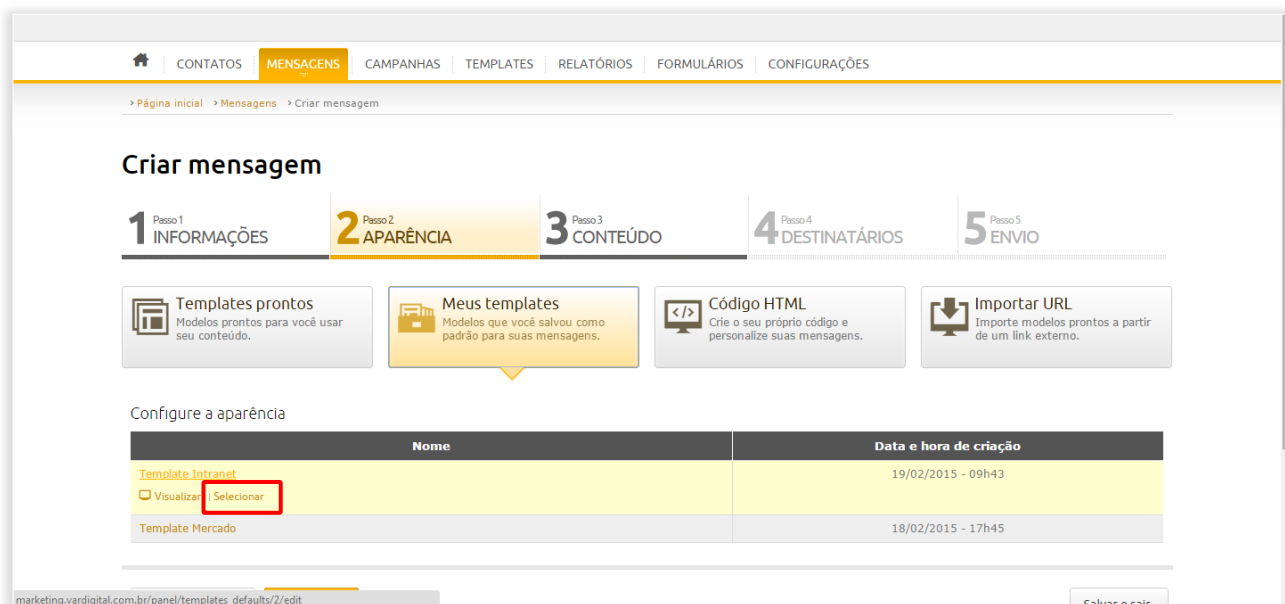 CONTATOS MENSAGENS CAMPANHAS TEMPLATES RELATÓRIOS FORMULÁRIOS CONFIGURAÇÕES
› Página inicial › Mensagens › Criar mensagem
Criar mensagem
1 Passo 1 INFORMAÇÕES
2 Passo 2 APARÊNCIA
3 Passo 3 CONTEÚDO
4 Passo 4 DESTINATÁRIOS
5 Passo 5 ENVIO
Templates prontos
Modelos prontos para você usar
seu conteúdo.
Meus templates
Modelos que você salvou como
padrão para suas mensagens.
</> Código HTML
Crie o seu próprio código e
personalize suas mensagens.
Importar URL
Importe modelos prontos a partir
de um link externo.
Configure a aparência
Nome Data e hora de criação
Template Intranet 19/02/2015 - 09h43
Visualizar | Selecionar
Template Mercado 18/02/2015 - 17h45
Salvar e sair
marketing.vardigital.com.br/panel/templates_defaults/2/edit